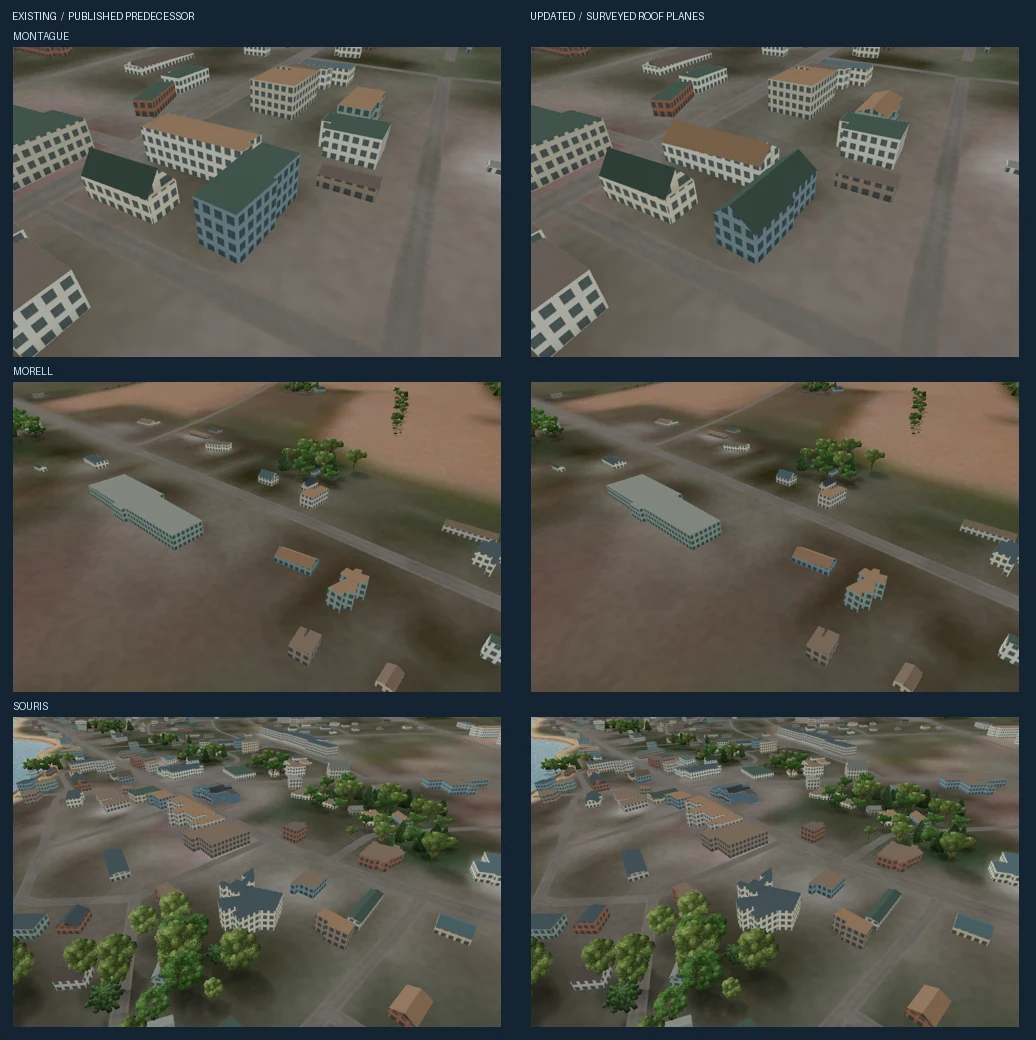 EXISTING / PUBLISHED PREDECESSOR
UPDATED / SURVEYED ROOF PLANES
MONTAGUE
MORELL
SOURIS